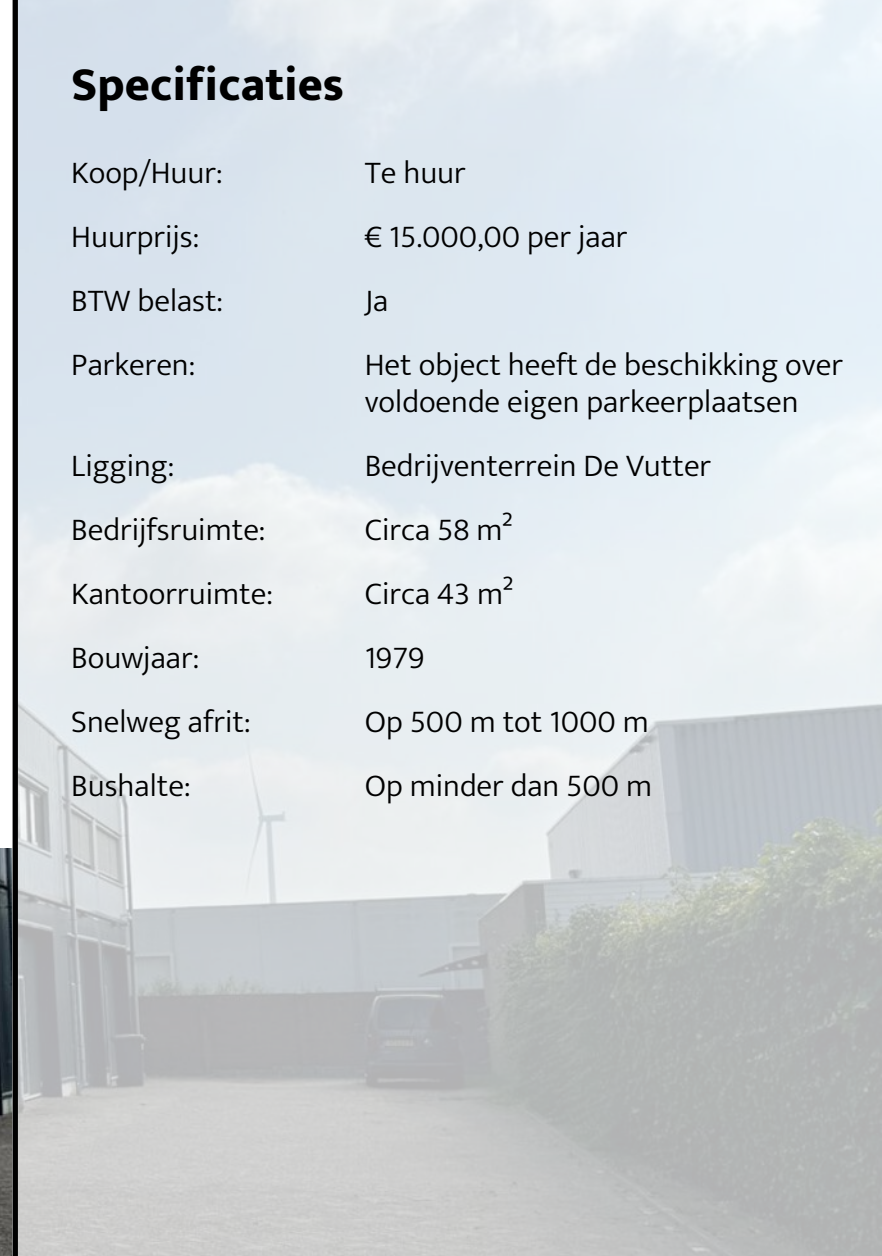 Specificaties
Koop/Huur: Te huur
Huurprijs: € 15.000,00 per jaar
BTW belast: Ja
Parkeren: Het object heeft de beschikking over
voldoende eigen parkeerplaatsen
Ligging: Bedrijventerrein De Vutter
Bedrijfsruimte: Circa 58 m²
Kantoorruimte: Circa 43 m²
Bouwjaar: 1979
Snelweg afrit: Op 500 m tot 1000 m
Bushalte: Op minder dan 500 m